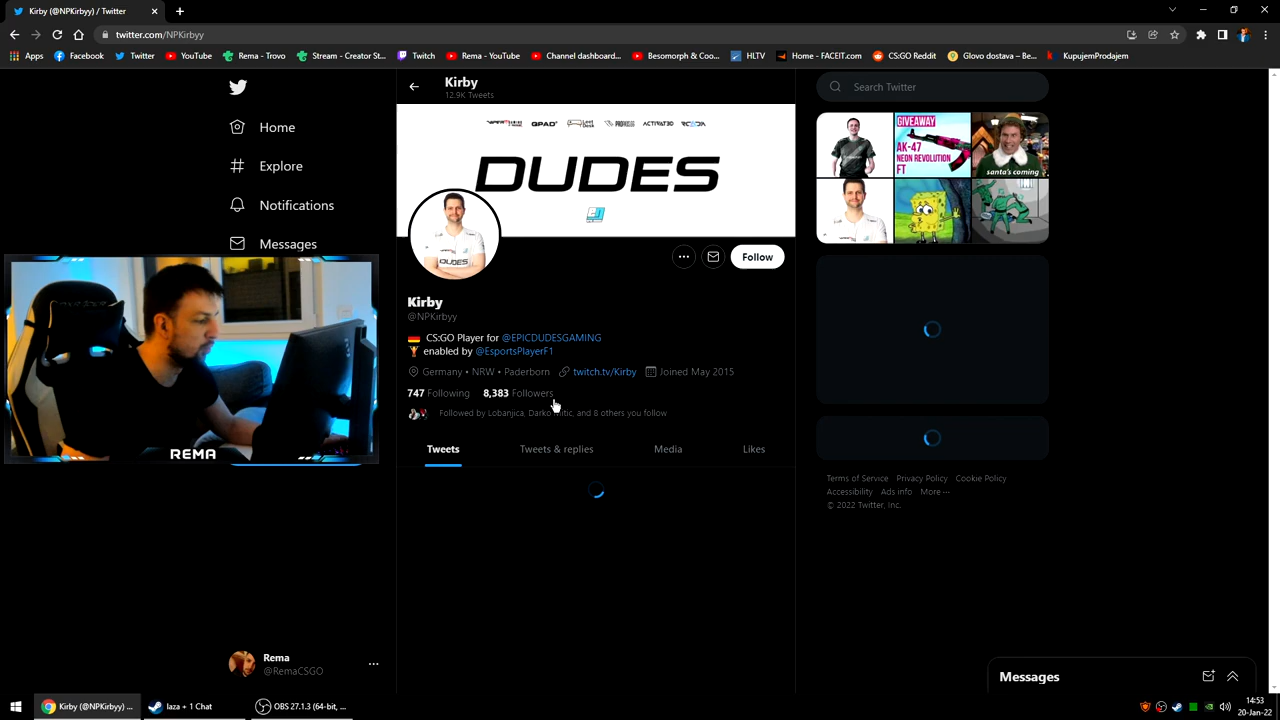 Kirby (@NPKirbyy) / Twitter
twitter.com/NPKirbyy
Apps Facebook Twitter YouTube Rema - Trovo Stream - Creator St... Twitch Rema - YouTube Channel dashboard... Besomorph & Coo... HLTV Home - FACEIT.com CS:GO Reddit Glovo dostava – Be... KupujemProdajem
Kirby
12.9K Tweets
Home
Explore
Notifications
Messages
REMA
Rema
@RemaCSGO
QPAD
DUDES
Follow
Kirby
@NPKirbyy
CS:GO Player for @EPICDUDESGAMING
enabled by @EsportsPlayerF1
Germany • NRW • Paderborn twitch.tv/Kirby Joined May 2015
747 Following 8,383 Followers
Followed by Lobanjica, Darko Mitic, and 8 others you follow
Tweets Tweets & replies Media Likes
Search Twitter
GIVEAWAY
AK-47
NEON REVOLUTION
FT
santa's coming
Terms of Service Privacy Policy Cookie Policy
Accessibility Ads info More ···
© 2022 Twitter, Inc.
Messages
Kirby (@NPKirbyy) ... laza + 1 Chat OBS 27.1.3 (64-bit, ...
14:53
20-Jan-22